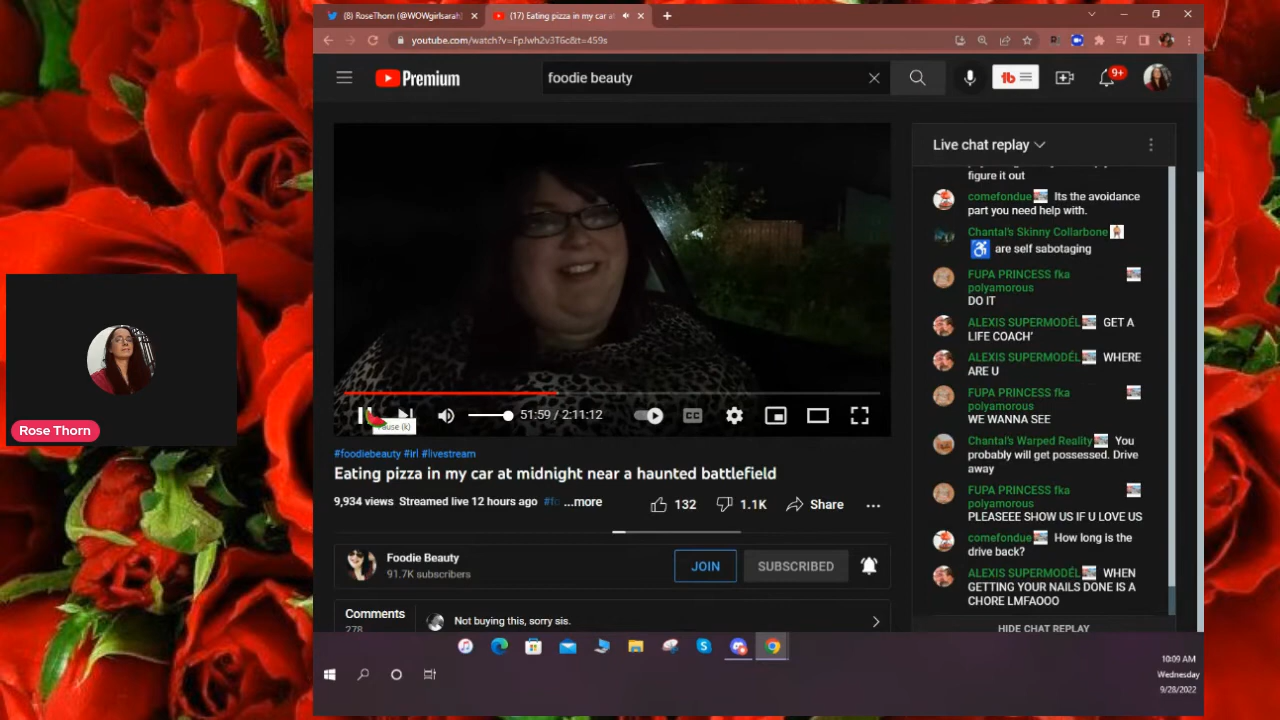 (8) RoseThorn (@WOWgirlsarah
(17) Eating pizza in my car at
youtube.com/watch?v=FpJwh2v3T6c&t=459s
Premium
foodie beauty
9+
Live chat replay
figure it out
comefondue Its the avoidance
part you need help with.
Chantal's Skinny Collarbone
are self sabotaging
FUPA PRINCESS fka
polyamorous
DO IT
ALEXIS SUPERMODÉL GET A
LIFE COACH'
ALEXIS SUPERMODÉL WHERE
ARE U
FUPA PRINCESS fka
polyamorous
WE WANNA SEE
Chantal's Warped Reality You
probably will get possessed. Drive
away
FUPA PRINCESS fka
polyamorous
PLEASEEE SHOW US IF U LOVE US
comefondue How long is the
drive back?
ALEXIS SUPERMODÉL WHEN
GETTING YOUR NAILS DONE IS A
CHORE LMFAOOO
HIDE CHAT REPLAY
51:59 / 2:11:12
CC
Pause (k)
#foodiebeauty #irl #livestream
Eating pizza in my car at midnight near a haunted battlefield
9,934 views Streamed live 12 hours ago #fo ...more
132
1.1K
Share
Foodie Beauty
91.7K subscribers
JOIN
SUBSCRIBED
Comments
278
Not buying this, sorry sis.
Rose Thorn
10:09 AM
Wednesday
9/28/2022